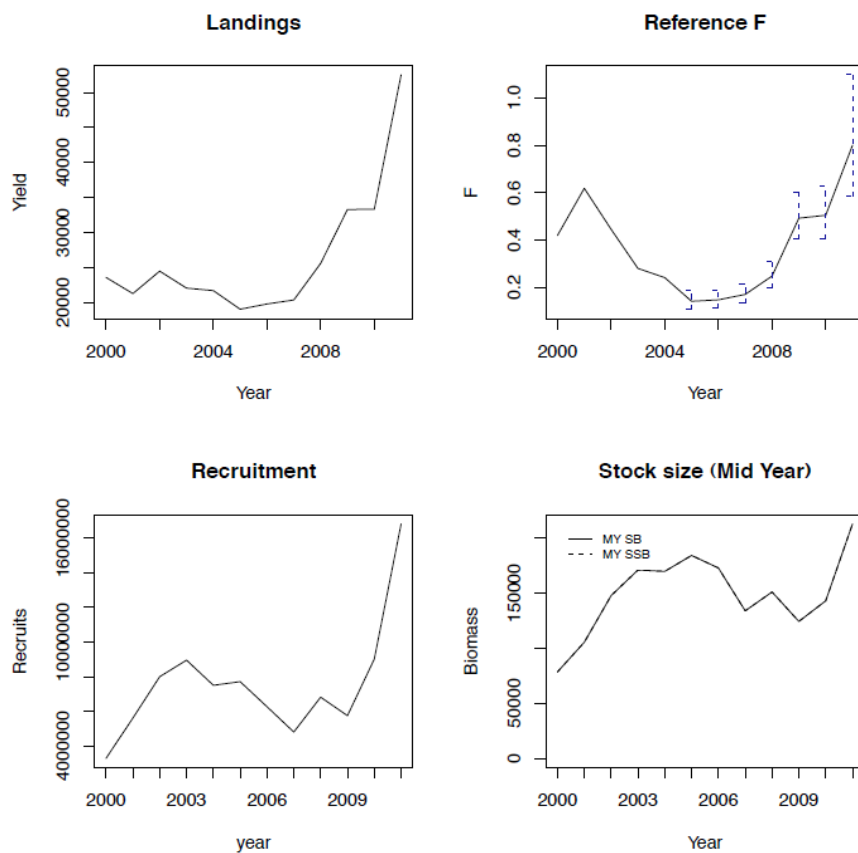 Landings
50000
40000
30000
20000
Yield
2000
2004
2008
Year
Reference F
1.0
0.8
0.6
0.4
0.2
F
2000
2004
2008
Year
Recruitment
16000000
10000000
4000000
Recruits
2000
2003
2006
2009
year
Stock size (Mid Year)
MY SB
MY SSB
150000
50000
0
Biomass
2000
2003
2006
2009
Year